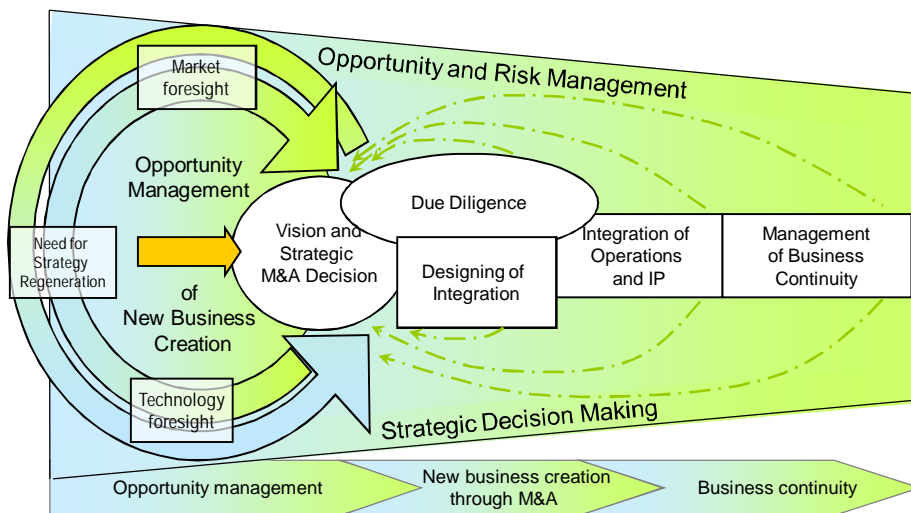 Market
foresight
Opportunity and Risk Management
Opportunity
Management
Due Diligence
Need for
Strategy
Regeneration
Vision and
Strategic
M&A Decision
Integration of
Operations
and IP
Management
of Business
Continuity
Designing of
Integration
of
New Business
Creation
Technology
foresight
Strategic Decision Making
Opportunity management
New business creation
through M&A
Business continuity